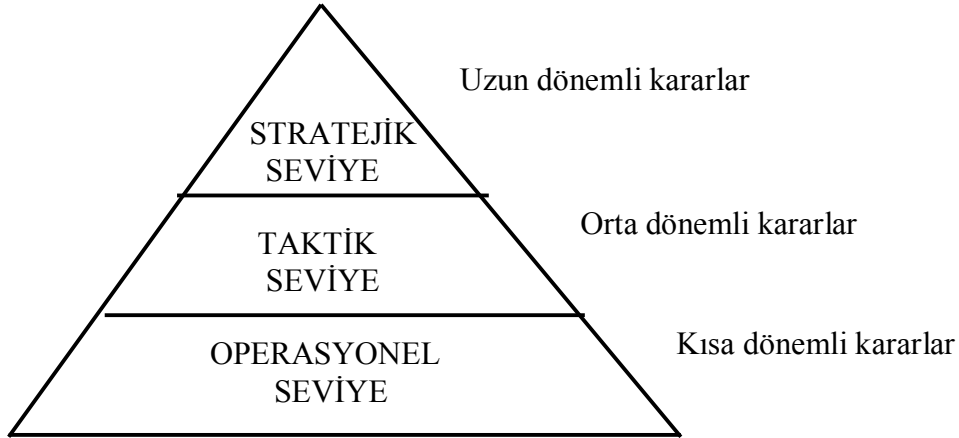 Uzun dönemli kararlar
STRATEJİK
SEVİYE
Orta dönemli kararlar
TAKTİK
SEVİYE
Kısa dönemli kararlar
OPERASYONEL
SEVİYE